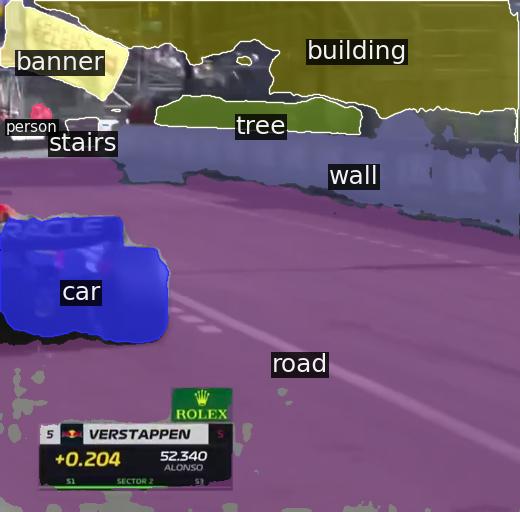 banner
building
person
stairs
tree
wall
ORACLE
car
road
ROLEX
5 VERSTAPPEN 5
+0.204 52.340
ALONSO
S1 SECTOR 2 S3